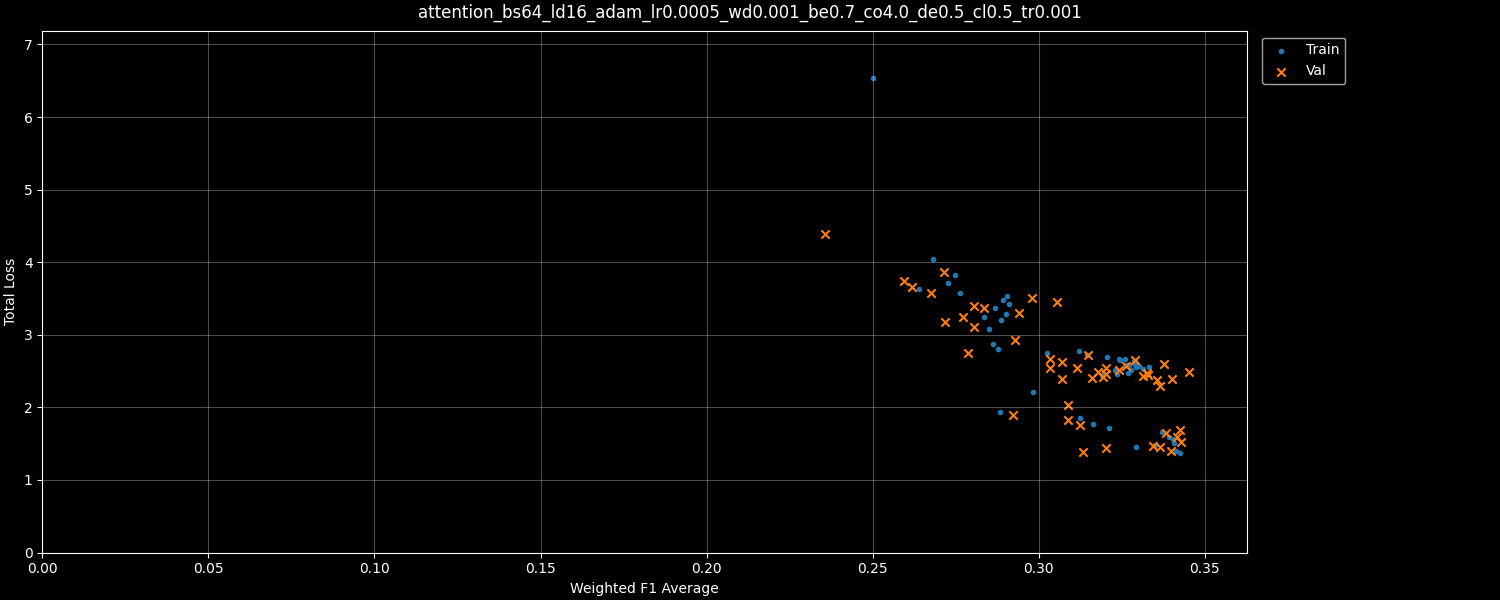 attention_bs64_ld16_adam_lr0.0005_wd0.001_be0.7_co4.0_de0.5_cl0.5_tr0.001
Train
Val
7
6
5
4
3
2
1
0
Total Loss
0.00 0.05 0.10 0.15 0.20 0.25 0.30 0.35
Weighted F1 Average